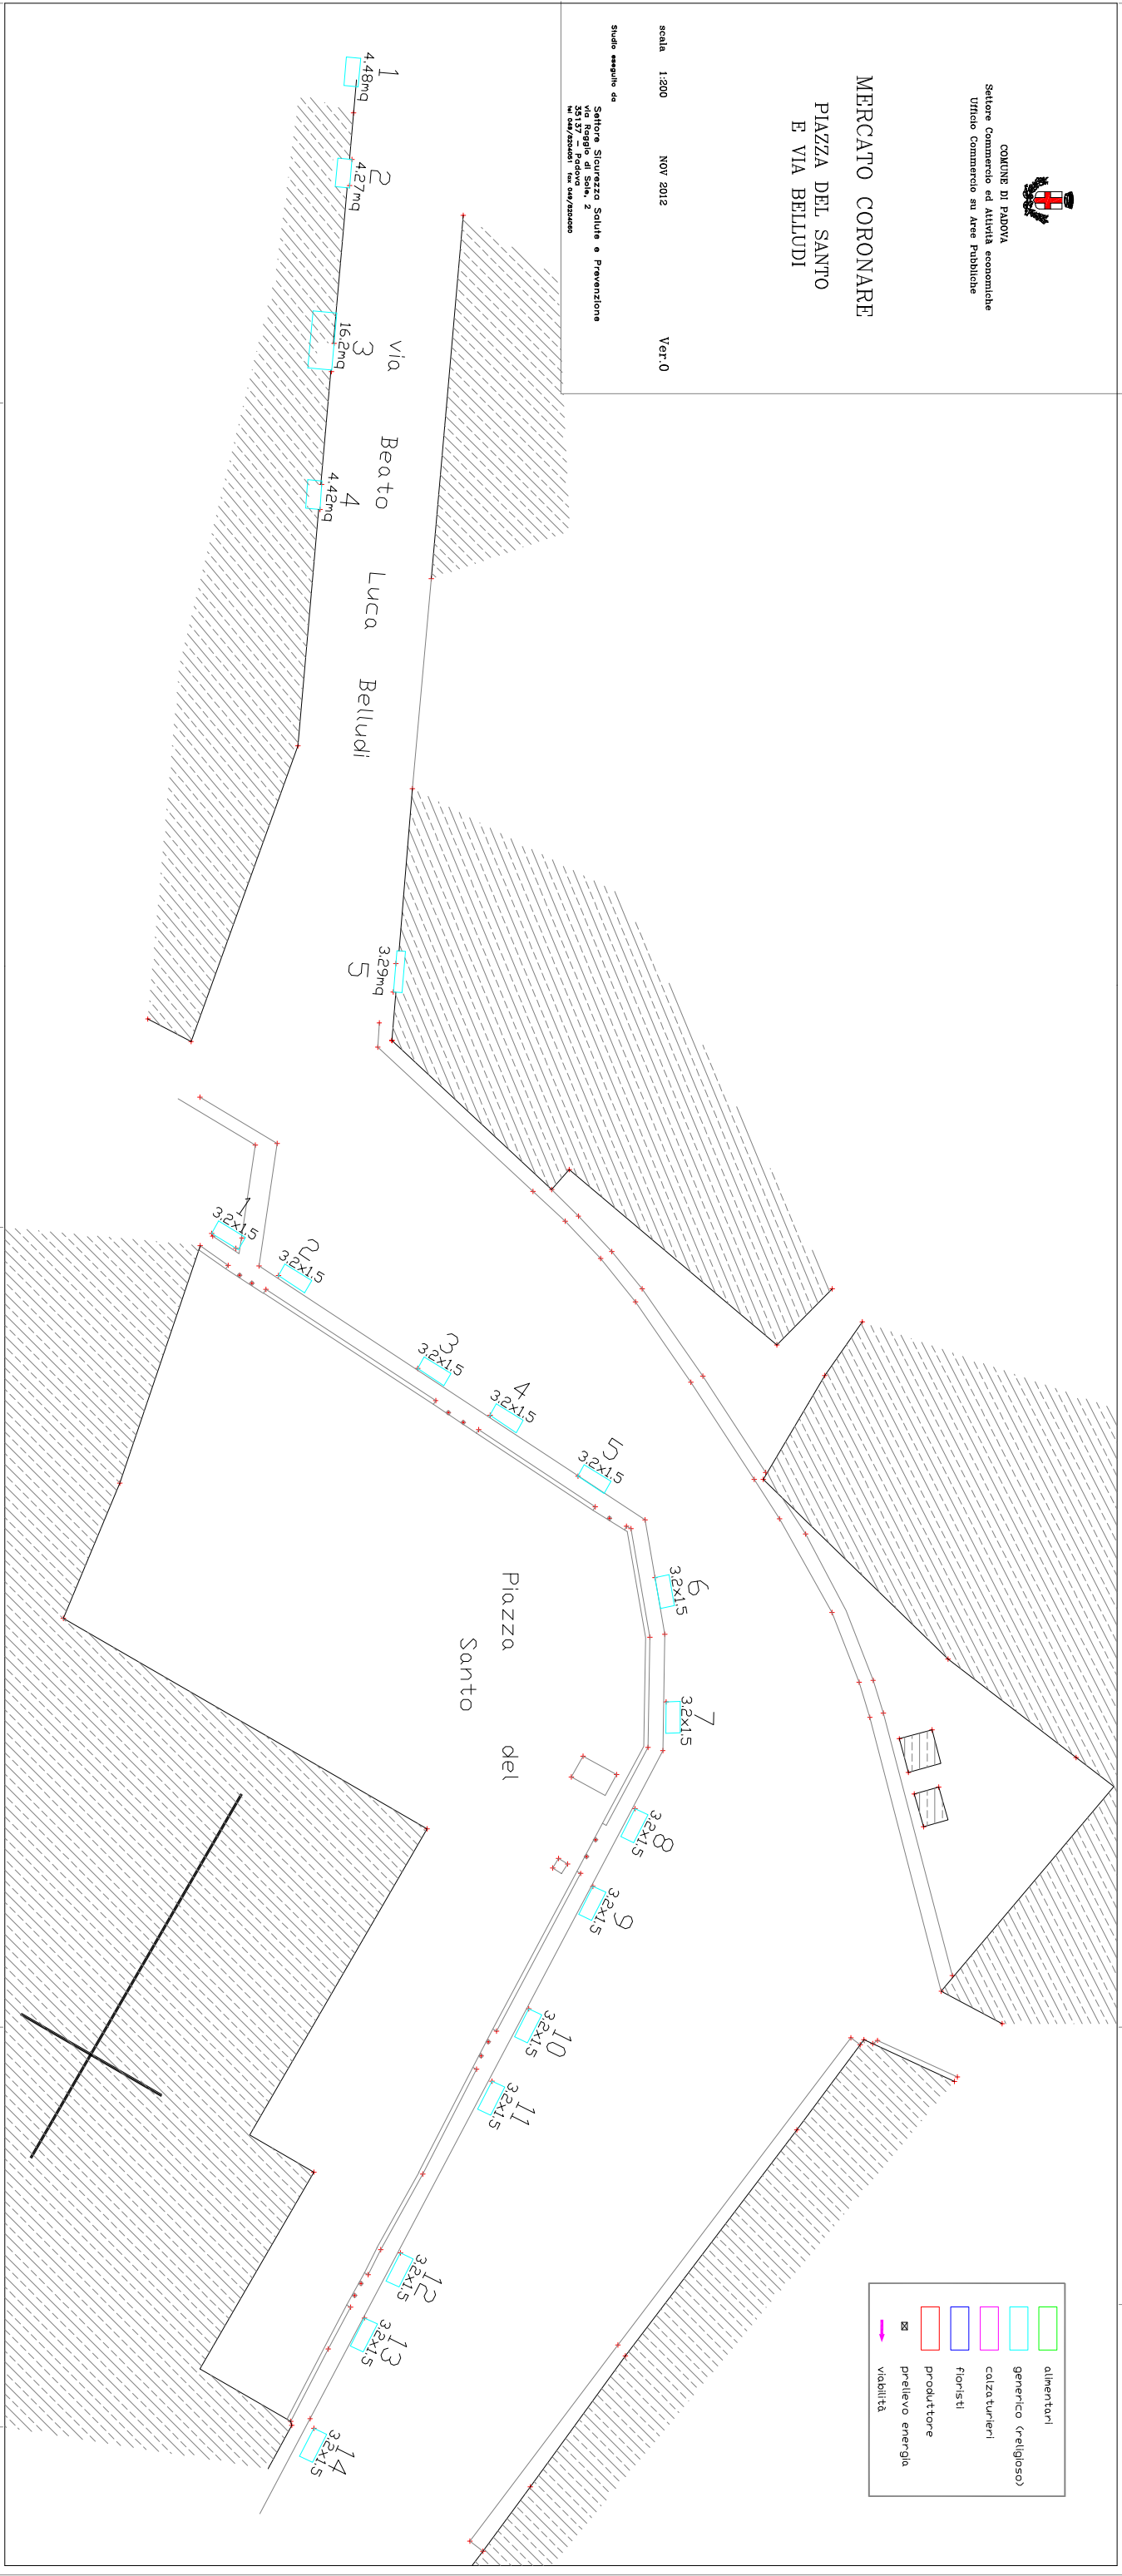 COMUNE DI PADOVA
Settore Commercio ed Attività economiche
Ufficio Commercio su Aree Pubbliche
MERCATO CORONARE
PIAZZA DEL SANTO
E VIA BELLUDI
scala 1:200 NOV 2012 Ver.0
Studio eseguito da
Settore Sicurezza Salute e Prevenzione
via Raggio di Sole, 2
35137 - Padova
tel 049/8204051 fax 049/8204060
1
4.48mq
2
4.27mq
3
16.2mq
4
4.42mq
via Beato Luca Belludi
3.29mq
5
1
3.2x1.5
2
3.2x1.5
3
3.2x1.5
4
3.2x1.5
5
3.2x1.5
6
3.2x1.5
7
3.2x1.5
8
3.2x1.5
9
3.2x1.5
10
3.2x1.5
11
3.2x1.5
12
3.2x1.5
13
3.2x1.5
14
3.2x1.5
Piazza del
Santo
alimentari
generico (religioso)
calzaturieri
fioristi
produttore
prelievo energia
viabilità